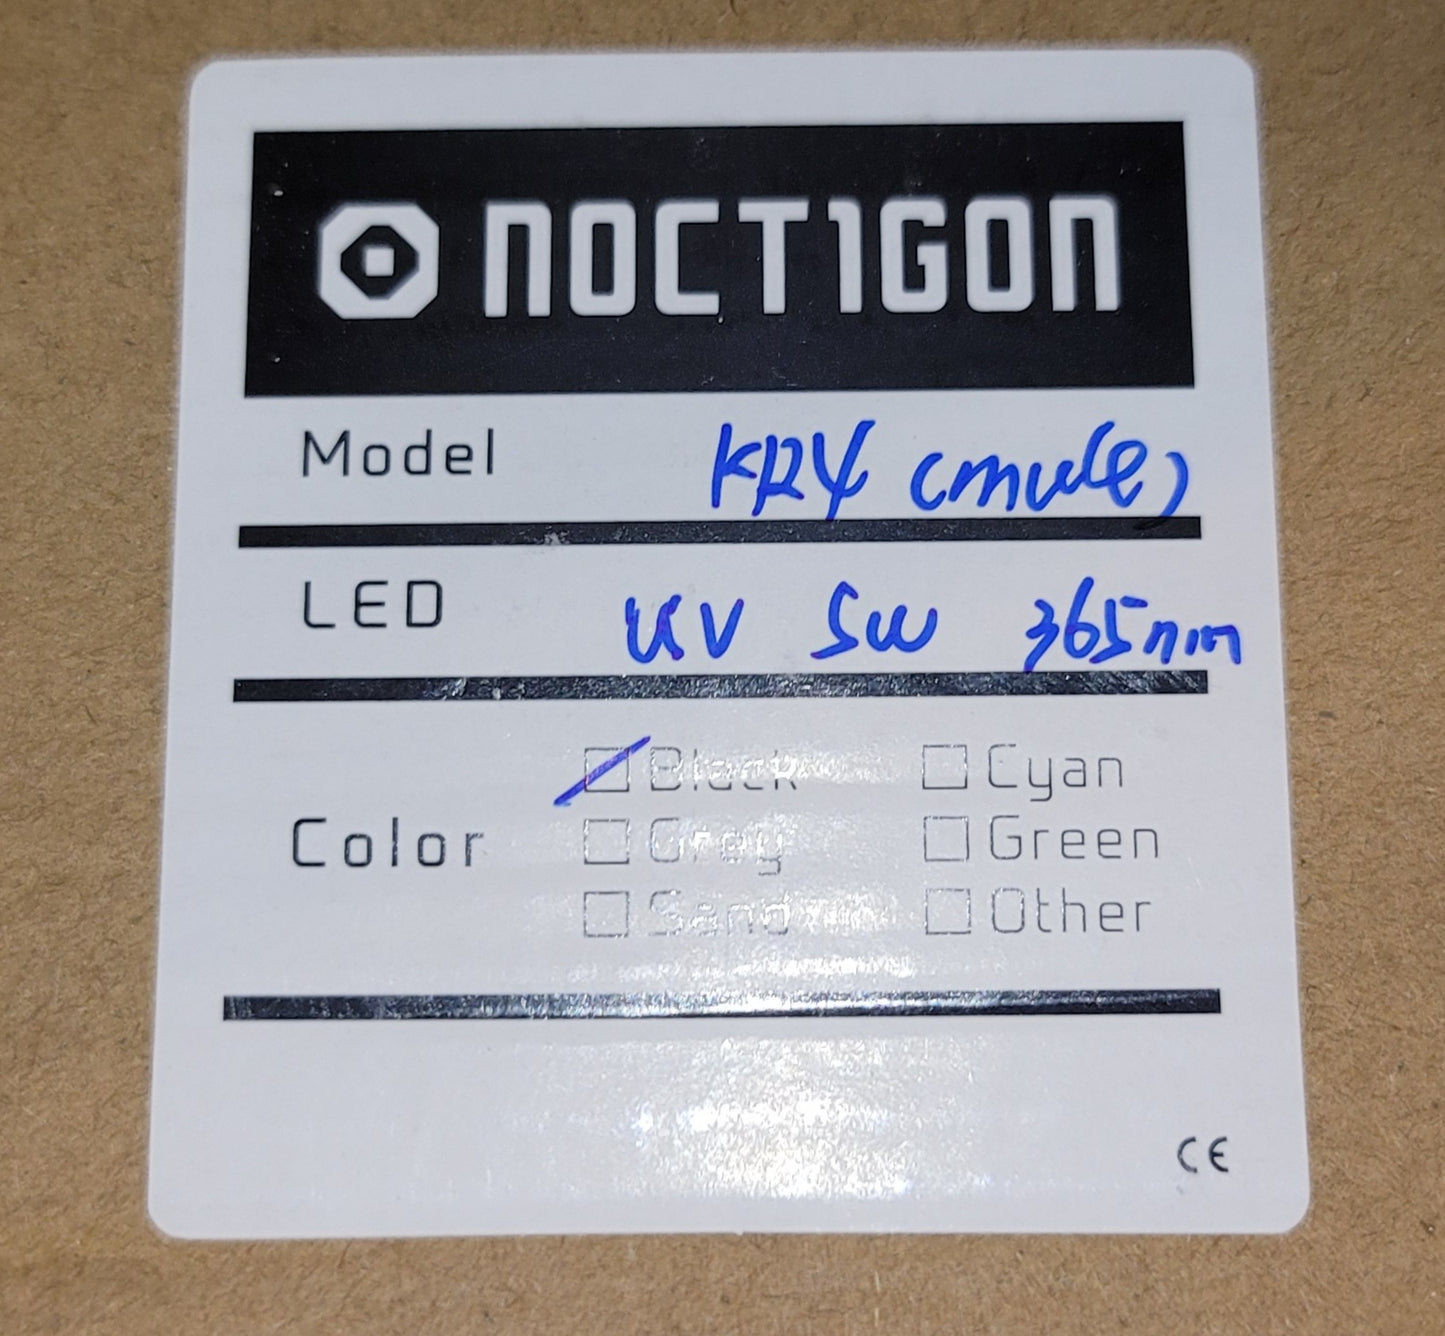 NOCTIGON
Model KR4 (mule)
LED UV 5W 365nm
Color
Black Cyan
Grey Green
Sand Other
CE